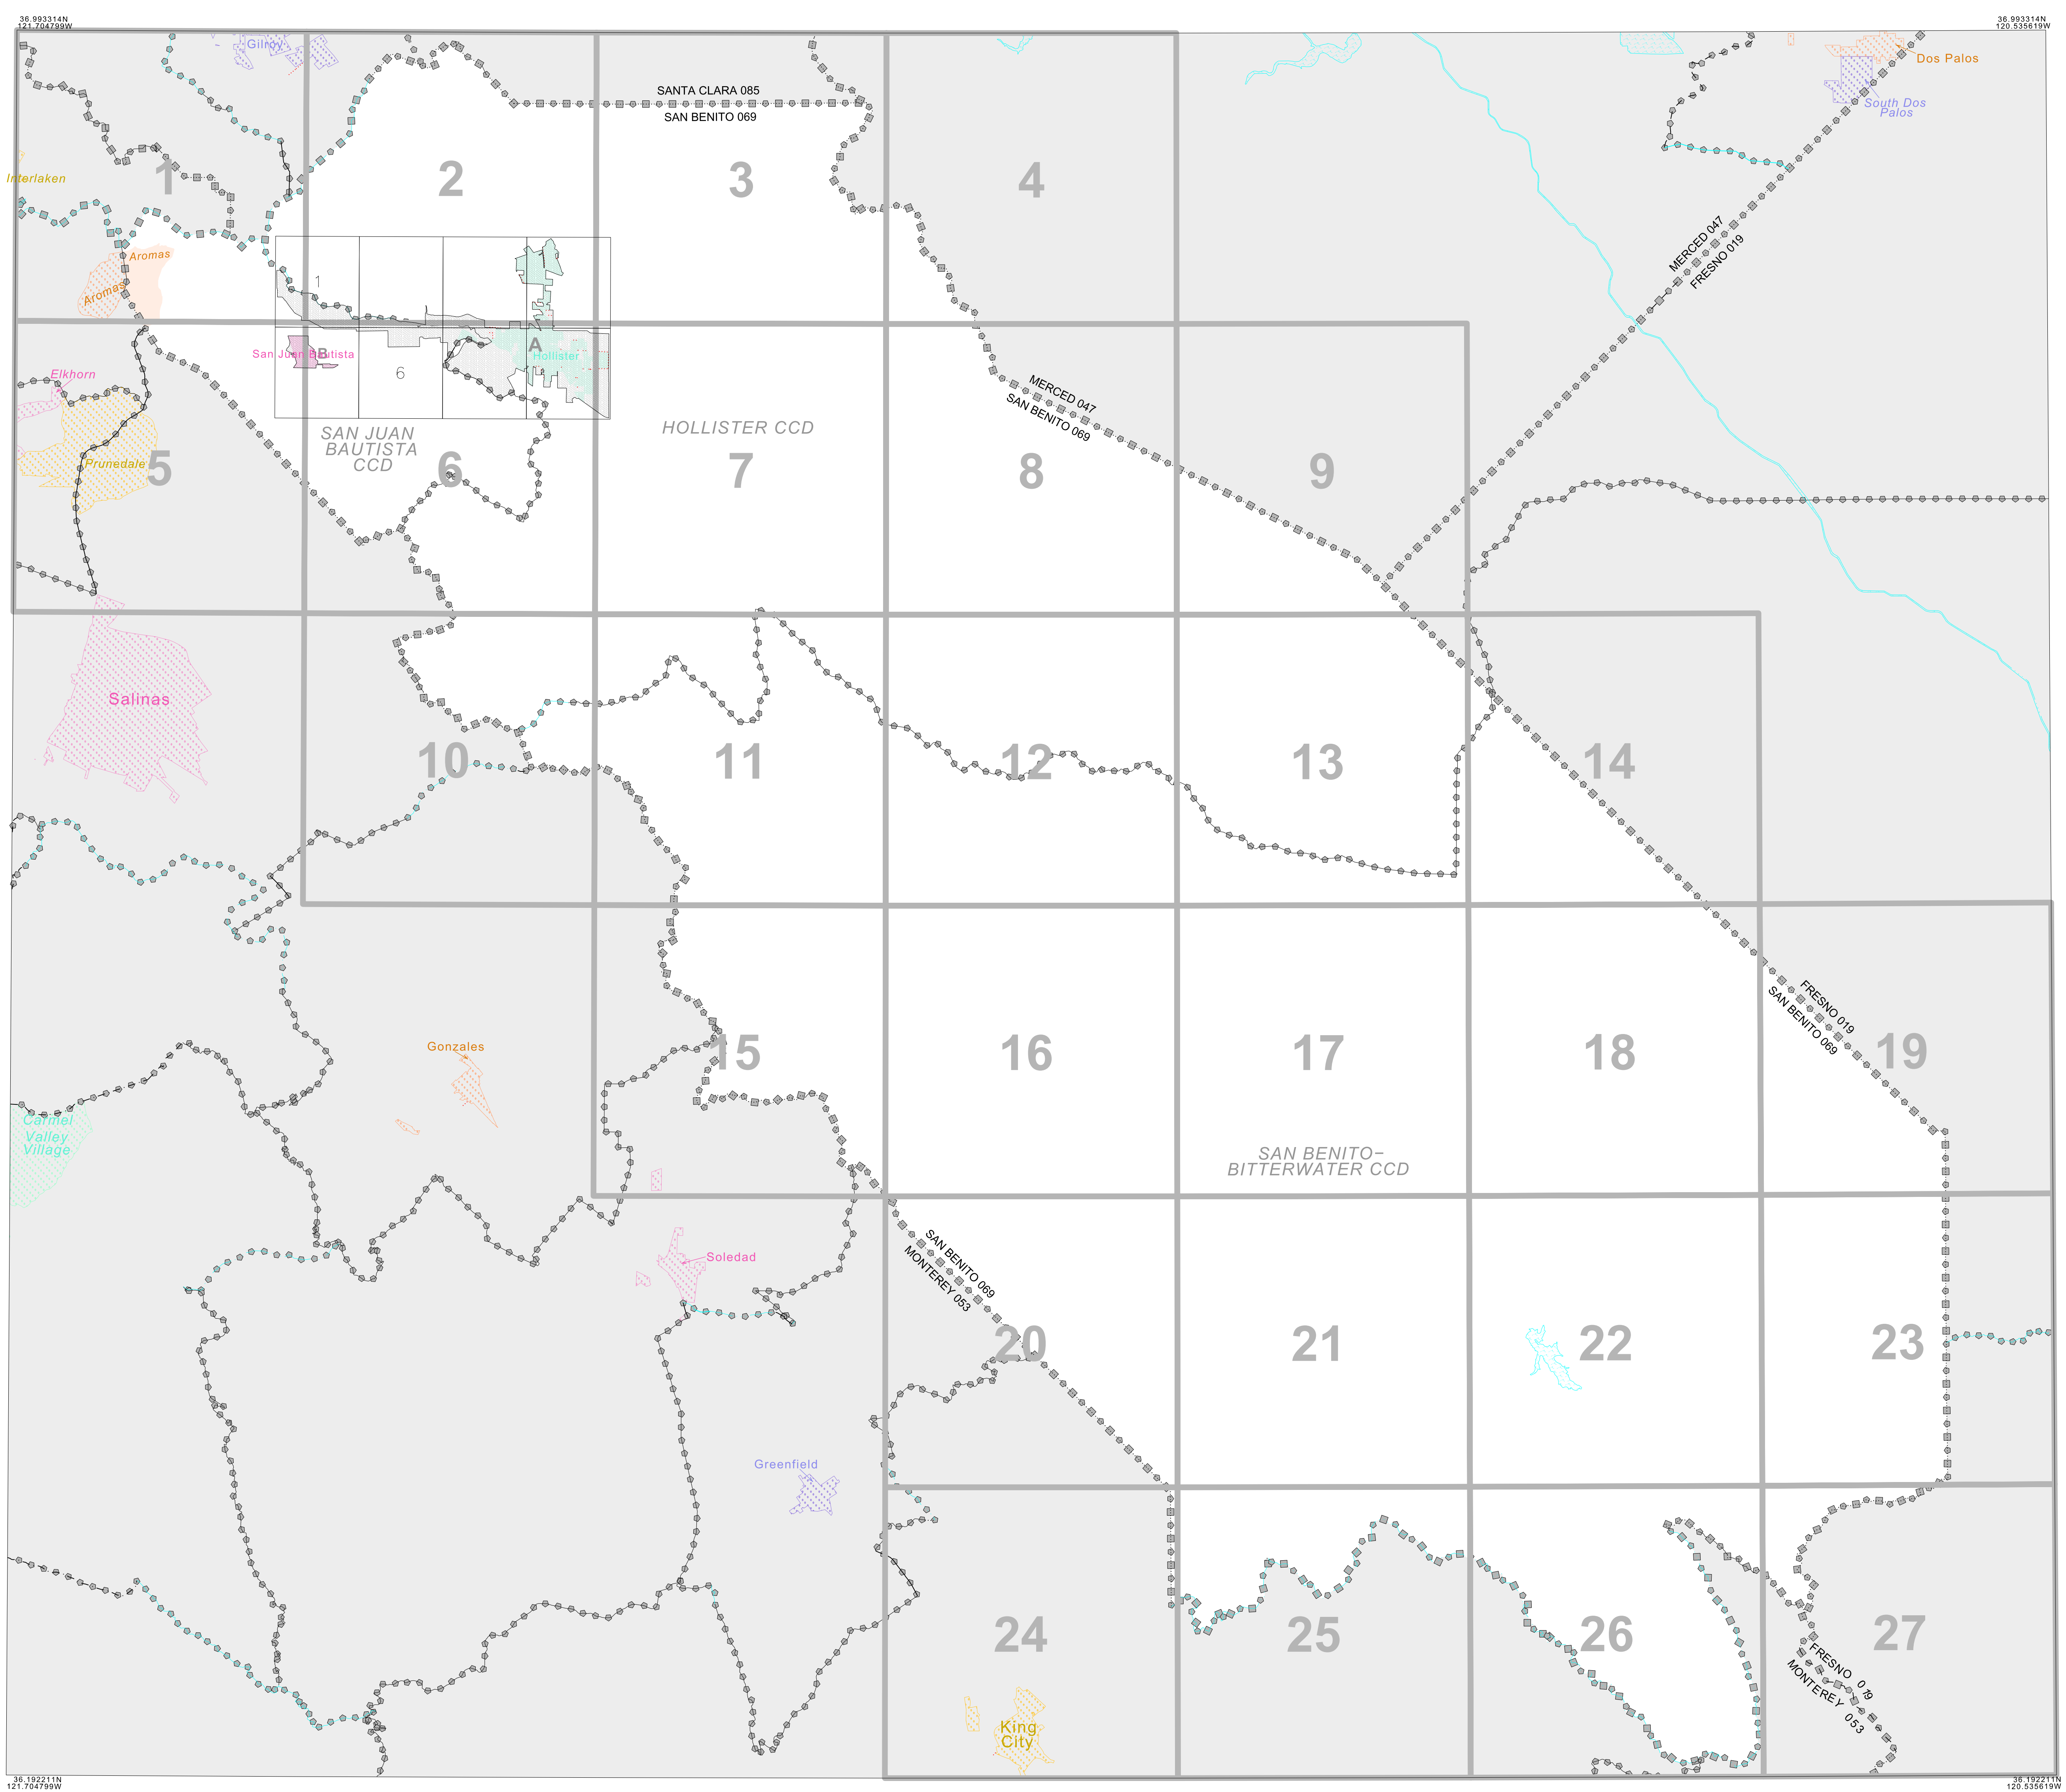 36.993314N
121.704799W
36.993314N
120.535619W
Gilroy
Dos Palos
South Dos
Palos
SANTA CLARA 085
SAN BENITO 069
Interlaken
1
2
3
4
MERCED 047
FRESNO 019
Aromas
Aromas
1
San Juan Bautista
B
A
Hollister
6
Elkhorn
MERCED 047
SAN BENITO 069
SAN JUAN
BAUTISTA
CCD
HOLLISTER CCD
Prunedale
5
6
7
8
9
Salinas
10
11
12
13
14
FRESNO 019
SAN BENITO 069
Gonzales
15
16
17
18
19
Carmel
Valley
Village
SAN BENITO–
BITTERWATER CCD
Soledad
SAN BENITO 069
MONTEREY 053
20
21
22
23
Greenfield
24
25
26
27
FRESNO 019
MONTEREY 053
King
City
36.192211N
121.704799W
36.192211N
120.535619W